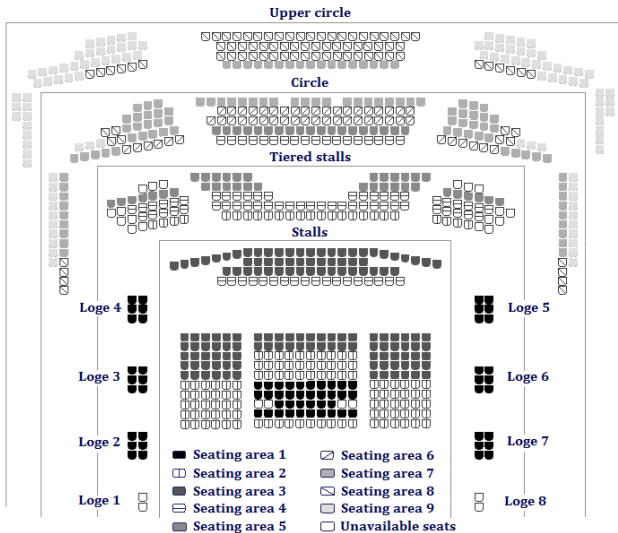 Upper circle
Circle
Tiered stalls
Stalls
Loge 4
Loge 5
Loge 3
Loge 6
Loge 2
Loge 7
Loge 1
Loge 8
Seating area 1
Seating area 2
Seating area 3
Seating area 4
Seating area 5
Seating area 6
Seating area 7
Seating area 8
Seating area 9
Unavailable seats